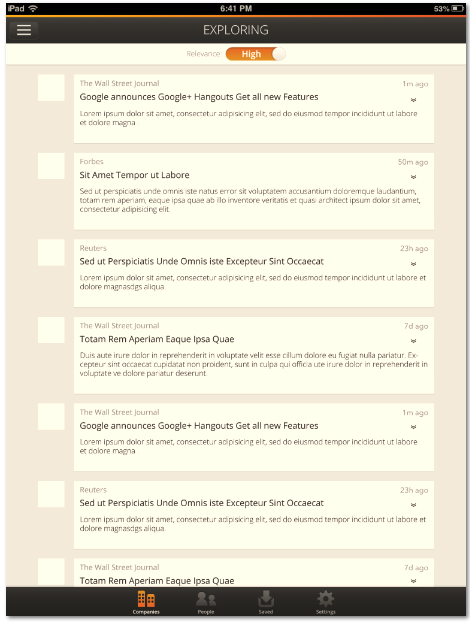 iPad 6:41 PM 53%
EXPLORING
Relevance High
The Wall Street Journal 1m ago
Google announces Google+ Hangouts Get all new Features
Lorem ipsum dolor sit amet, consectetur adipisicing elit, sed do eiusmod tempor incididunt ut labore
et dolore magna
Forbes 50m ago
Sit Amet Tempor ut Labore
Sed ut perspiciatis unde omnis iste natus error sit voluptatem accusantium doloremque laudantium,
totam rem aperiam, eaque ipsa quae ab illo inventore veritatis et quasi architect ipsum dolor sit amet,
consectetur adipisicing elit.
Reuters 23h ago
Sed ut Perspiciatis Unde Omnis iste Excepteur Sint Occaecat
Lorem ipsum dolor sit amet, consectetur adipisicing elit, sed do eiusmod tempor incididunt ut labore et
dolore magnasdgs aliqua.
The Wall Street Journal 7d ago
Totam Rem Aperiam Eaque Ipsa Quae
Duis aute irure dolor in reprehenderit in voluptate velit esse cillum dolore eu fugiat nulla pariatur. Ex-
cepteur sint occaecat cupidatat non proident, sunt in culpa qui officia ute irure dolor in reprehenderit in
voluptate ve dolore pariatur deserunt.
The Wall Street Journal 1m ago
Google announces Google+ Hangouts Get all new Features
Lorem ipsum dolor sit amet, consectetur adipisicing elit, sed do eiusmod tempor incididunt ut labore
et dolore magna
Reuters 23h ago
Sed ut Perspiciatis Unde Omnis iste Excepteur Sint Occaecat
Lorem ipsum dolor sit amet, consectetur adipisicing elit, sed do eiusmod tempor incididunt ut labore et
dolore magnasdgs aliqua.
The Wall Street Journal 7d ago
Totam Rem Aperiam Eaque Ipsa Quae
Companies People Saved Settings